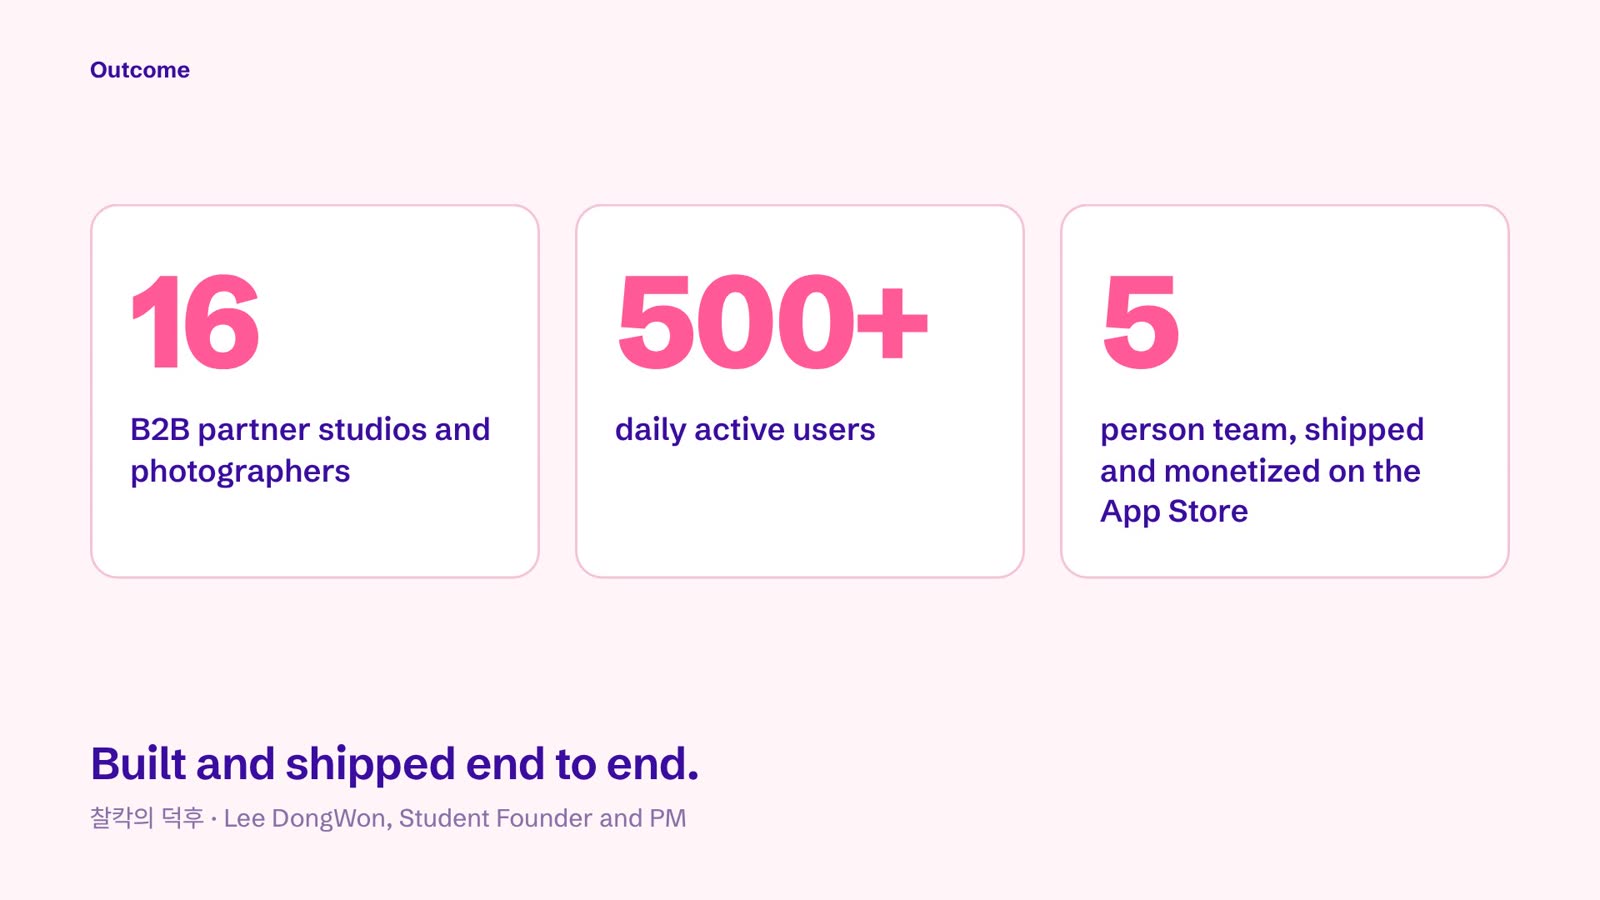 Outcome
16
B2B partner studios and
photographers
500+
daily active users
5
person team, shipped
and monetized on the
App Store
Built and shipped end to end.
찰칵의 덕후 · Lee DongWon, Student Founder and PM